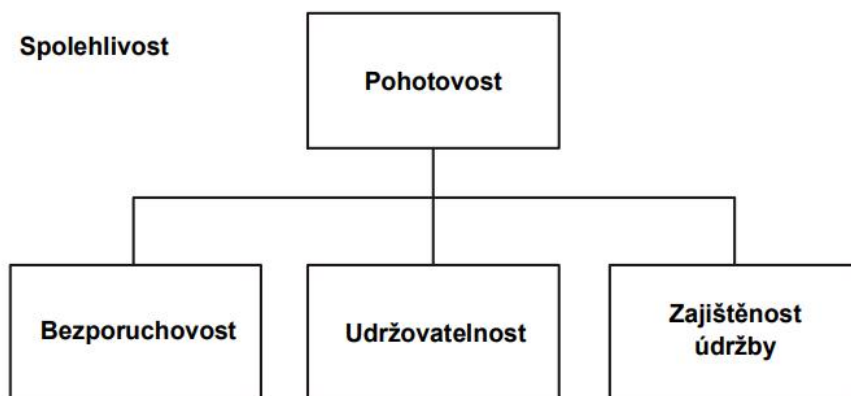 Spolehlivost
Pohotovost
Bezporuchovost
Udržovatelnost
Zajištěnost
údržby